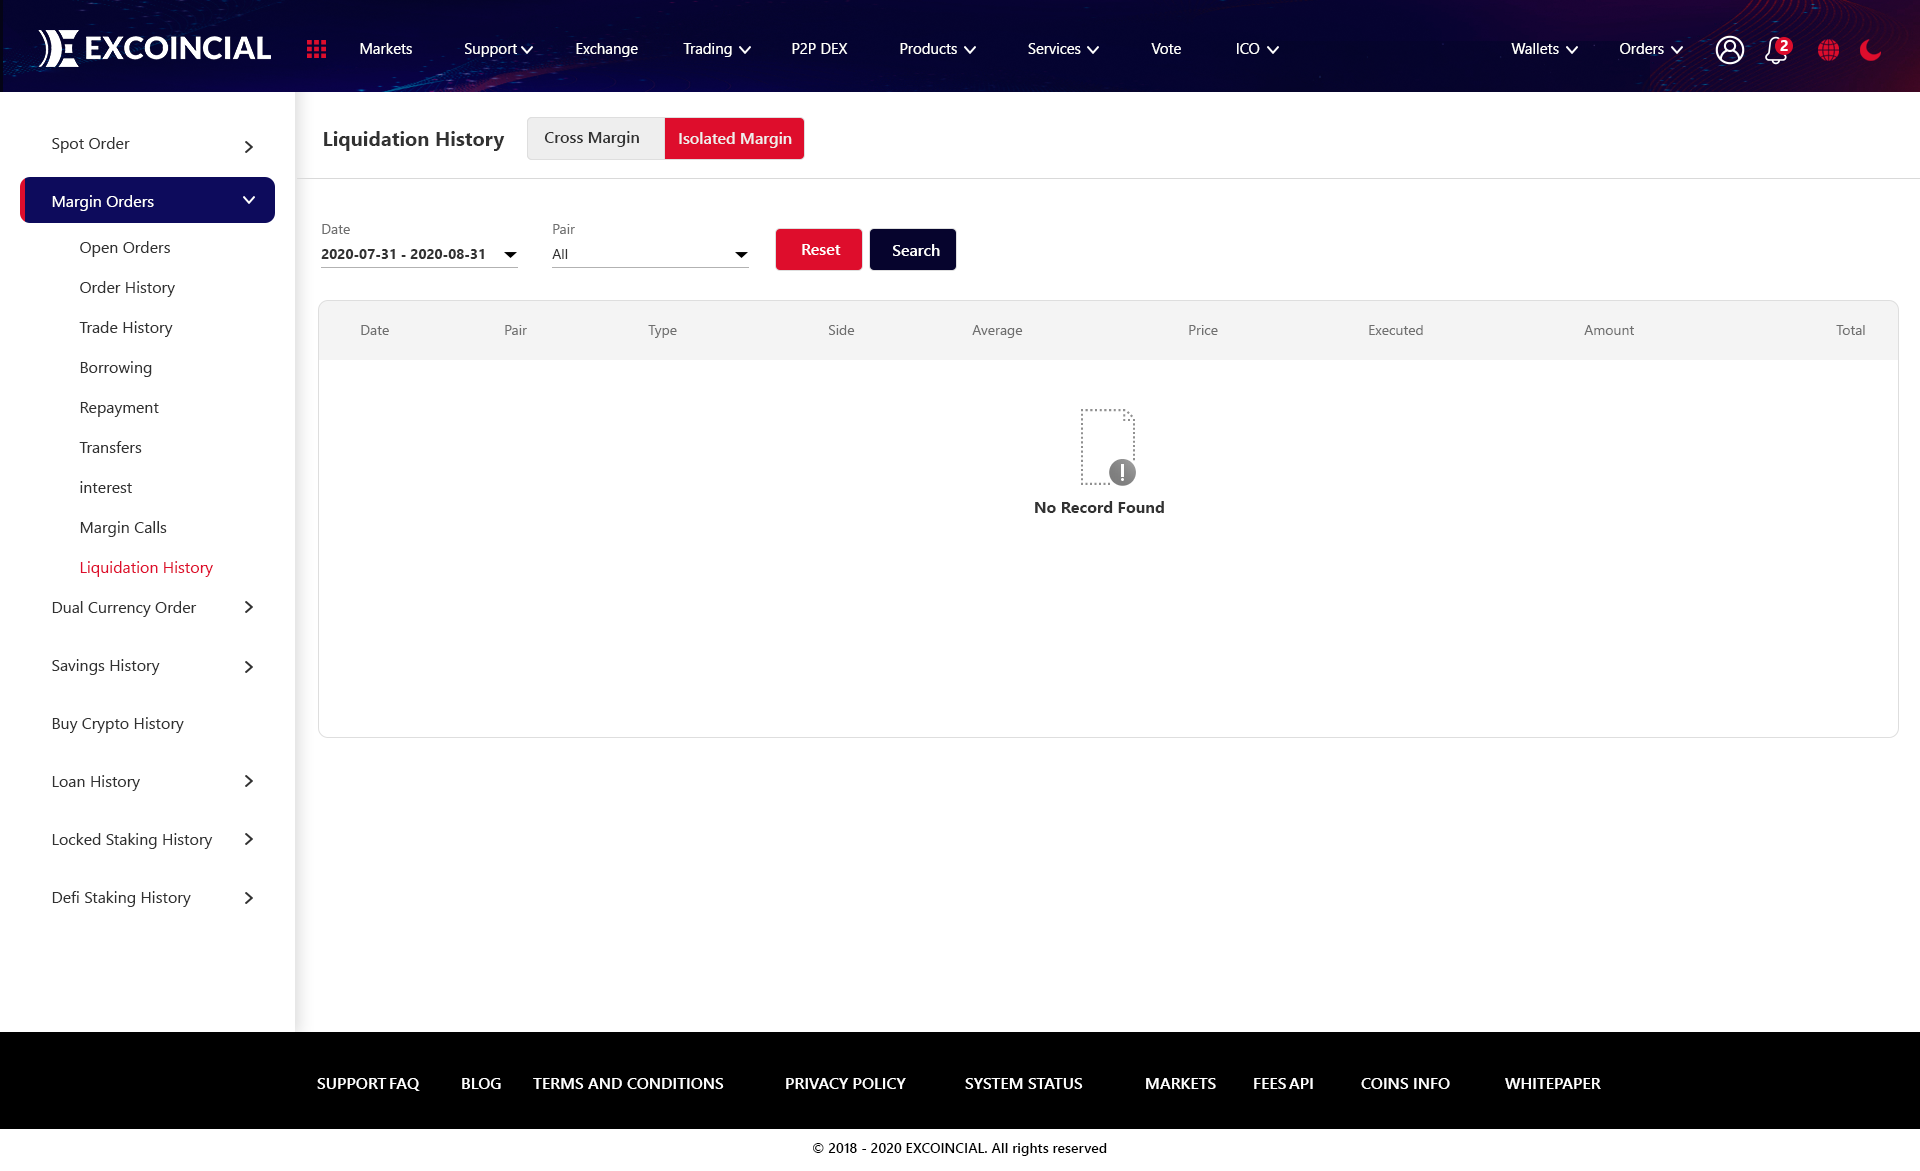 EXCOINCIAL Markets Support Exchange Trading P2P DEX Products Services Vote ICO Wallets Orders 2
Liquidation History Cross Margin Isolated Margin
Spot Order
Margin Orders
Open Orders
Order History
Trade History
Borrowing
Repayment
Transfers
interest
Margin Calls
Liquidation History
Dual Currency Order
Savings History
Buy Crypto History
Loan History
Locked Staking History
Defi Staking History
Date Pair
2020-07-31 - 2020-08-31 All Reset Search
Date Pair Type Side Average Price Executed Amount Total
No Record Found
SUPPORT FAQ BLOG TERMS AND CONDITIONS PRIVACY POLICY SYSTEM STATUS MARKETS FEES API COINS INFO WHITEPAPER
© 2018 - 2020 EXCOINCIAL. All rights reserved